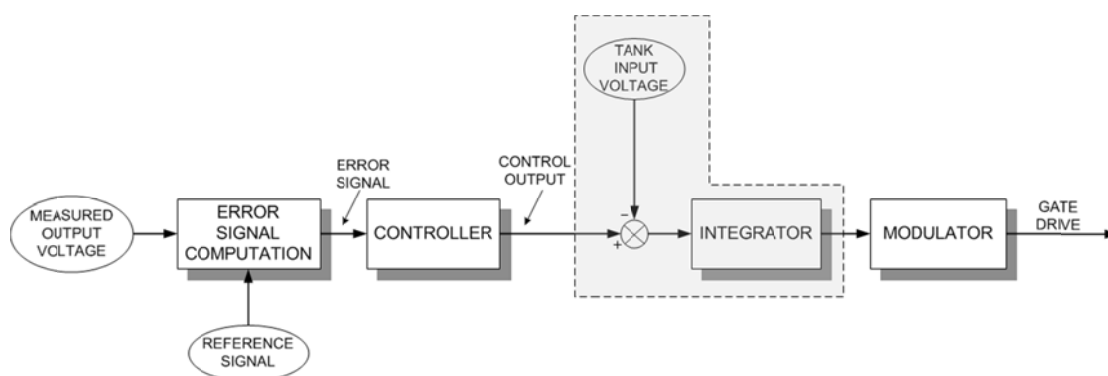 TANK
INPUT
VOLTAGE
ERROR
SIGNAL
CONTROL
OUTPUT
MEASURED
OUTPUT
VOLTAGE
ERROR
SIGNAL
COMPUTATION
CONTROLLER
−
+
INTEGRATOR
MODULATOR
GATE
DRIVE
REFERENCE
SIGNAL